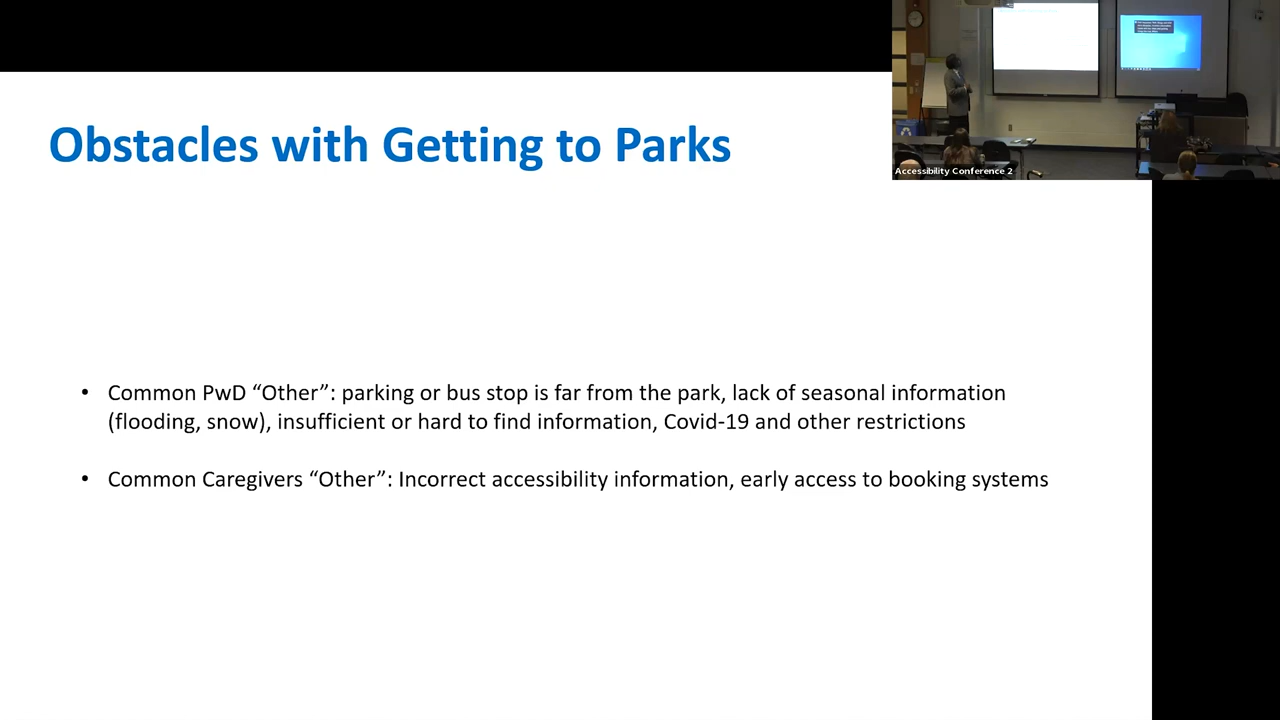 Obstacles with Getting to Parks
Accessibility Conference 2
• Common PwD “Other”: parking or bus stop is far from the park, lack of seasonal information
(flooding, snow), insufficient or hard to find information, Covid-19 and other restrictions
• Common Caregivers “Other”: Incorrect accessibility information, early access to booking systems